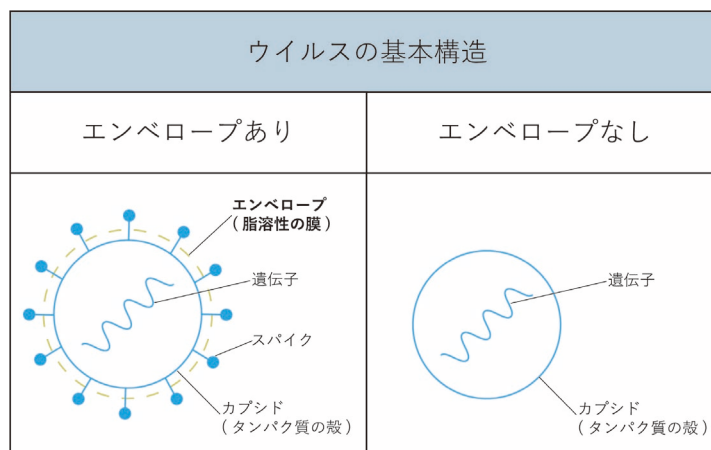 ウイルスの基本構造
エンベロープあり
エンベロープなし
エンベロープ
(脂溶性の膜)
遺伝子
スパイク
カプシド
(タンパク質の殻)
遺伝子
カプシド
(タンパク質の殻)